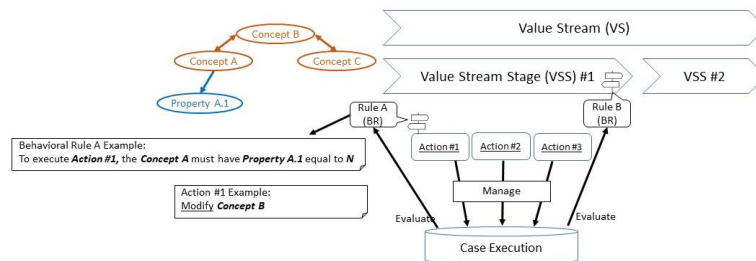 Concept B
Value Stream (VS)
Concept A
Concept C
Value Stream Stage (VSS) #1
VSS #2
Property A.1
Rule A
(BR)
Rule B
(BR)
Behavioral Rule A Example:
To execute Action #1, the Concept A must have Property A.1 equal to N
Action #1
Action #2
Action #3
Action #1 Example:
Modify Concept B
Manage
Evaluate
Evaluate
Case Execution